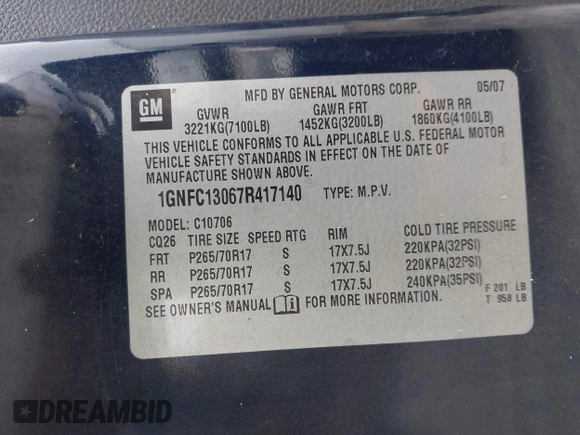 GM
MFD BY GENERAL MOTORS CORP. 05/07
GVWR GAWR FRT GAWR RR
3221KG(7100LB) 1452KG(3200LB) 1860KG(4100LB)
THIS VEHICLE CONFORMS TO ALL APPLICABLE U.S. FEDERAL MOTOR
VEHICLE SAFETY STANDARDS IN EFFECT ON THE DATE OF
MANUFACTURE SHOWN ABOVE.
1GNFC13067R417140 TYPE: M.P.V.
MODEL: C10706
CQ26 TIRE SIZE SPEED RTG RIM COLD TIRE PRESSURE
FRT P265/70R17 S 17X7.5J 220KPA(32PSI)
RR P265/70R17 S 17X7.5J 220KPA(32PSI)
SPA P265/70R17 S 17X7.5J 240KPA(35PSI)
SEE OWNER'S MANUAL FOR MORE INFORMATION.
F 201 LB
T 958 LB
DREAMBID